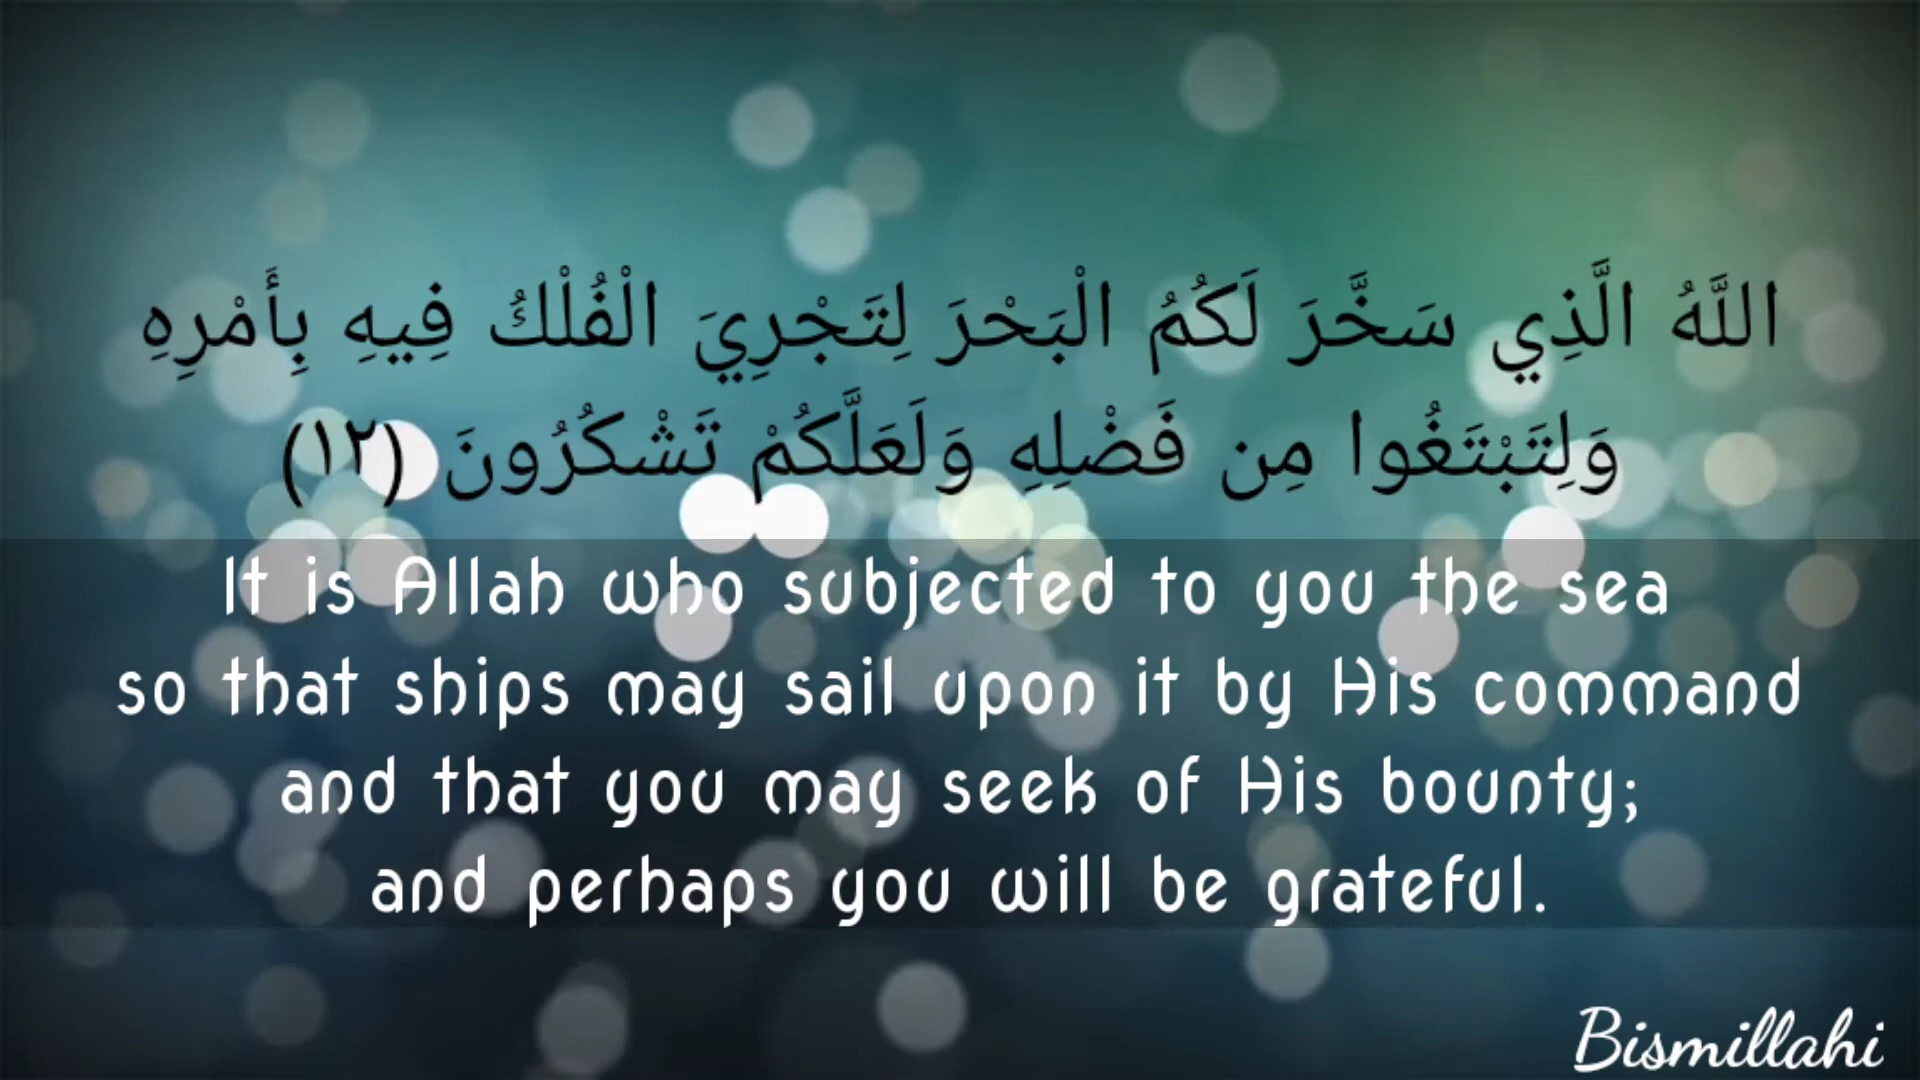 اللَّهُ الَّذِي سَخَّرَ لَكُمُ الْبَحْرَ لِتَجْرِيَ الْفُلْكُ فِيهِ بِأَمْرِهِ
وَلِتَبْتَغُوا مِن فَضْلِهِ وَلَعَلَّكُمْ تَشْكُرُونَ (١٢)
It is Allah who subjected to you the sea
so that ships may sail upon it by His command
and that you may seek of His bounty;
and perhaps you will be grateful.
Bismillahi